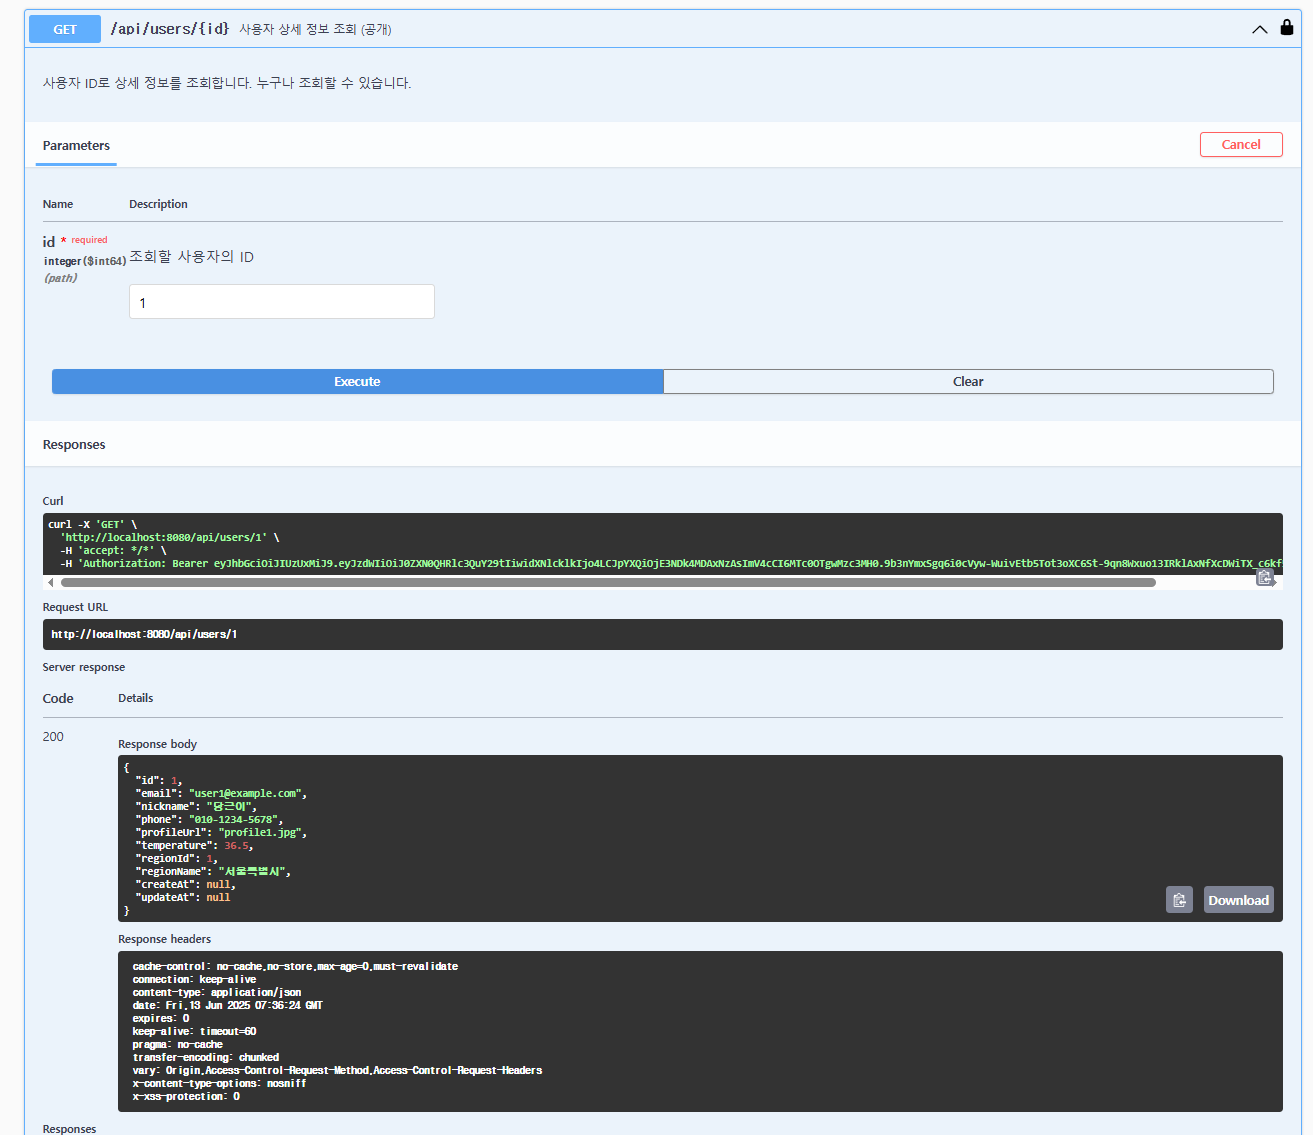 GET /api/users/{id} 사용자 상세 정보 조회 (공개)
사용자 ID로 상세 정보를 조회합니다. 누구나 조회할 수 있습니다.
Parameters
Cancel
Name Description
id * required
integer($int64)
(path)
조회할 사용자의 ID
1
Execute
Clear
Responses
Curl
curl -X 'GET' \
'http://localhost:8080/api/users/1' \
-H 'accept: */*' \
-H 'Authorization: Bearer
Request URL
http://localhost:8080/api/users/1
Server response
Code Details
200
Response body
{
"id": 1,
"email": "user1@example.com",
"nickname": "당근이",
"phone": "010-1234-5678",
"profileUrl": "profile1.jpg",
"temperature": 36.5,
"regionId": 1,
"regionName": "서울특별시",
"createAt": null,
"updateAt": null
}
Download
Response headers
cache-control: no-cache,no-store,max-age=0,must-revalidate
connection: keep-alive
content-type: application/json
date: Fri,13 Jun 2025 07:36:24 GMT
expires: 0
keep-alive: timeout=60
pragma: no-cache
transfer-encoding: chunked
vary: Origin,Access-Control-Request-Method,Access-Control-Request-Headers
x-content-type-options: nosniff
x-xss-protection: 0
Responses